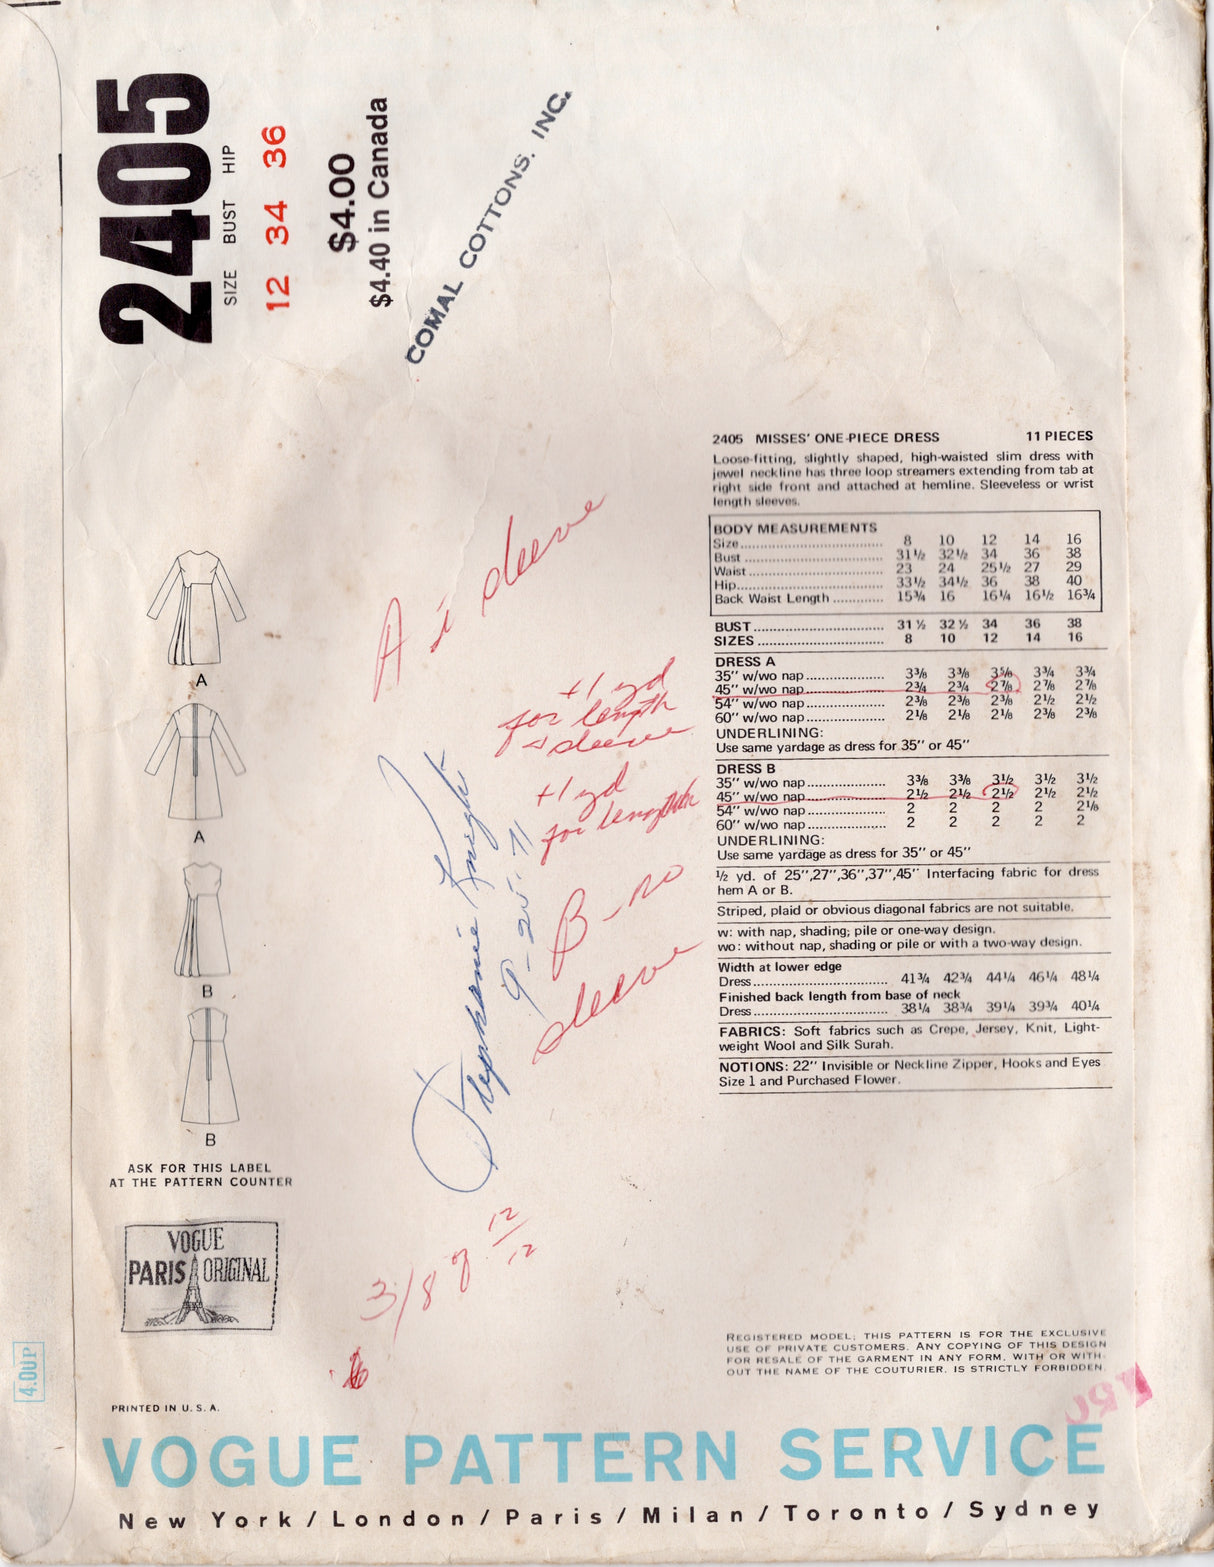 2405
SIZE BUST HIP
12 34 36
$4.00
$4.40 in Canada
COMAL COTTONS, INC.
2405 MISSES' ONE-PIECE DRESS 11 PIECES
Loose-fitting, slightly shaped, high-waisted slim dress with
jewel neckline has three loop streamers extending from tab at
right side front and attached at hemline. Sleeveless or wrist
length sleeves.
BODY MEASUREMENTS
Size 8 10 12 14 16
Bust 31½ 32½ 34 36 38
Waist 23 24 25½ 27 29
Hip 33½ 34½ 36 38 40
Back Waist Length 15¾ 16 16¼ 16½ 16¾
BUST 31½ 32½ 34 36 38
SIZES 8 10 12 14 16
DRESS A
35" w/wo nap 3⅜ 3⅜ 3⅝ 3¾ 3¾
45" w/wo nap 2¾ 2¾ 2⅞ 2⅞ 2⅞
54" w/wo nap 2⅜ 2⅜ 2⅜ 2½ 2½
60" w/wo nap 2⅛ 2⅛ 2⅛ 2⅜ 2⅜
UNDERLINING:
Use same yardage as dress for 35" or 45"
DRESS B
35" w/wo nap 3⅜ 3⅜ 3½ 3½ 3½
45" w/wo nap 2½ 2½ 2½ 2½ 2½
54" w/wo nap 2 2 2 2 2⅛
60" w/wo nap 2 2 2 2 2
UNDERLINING:
Use same yardage as dress for 35" or 45"
½ yd. of 25",27",36",37",45" Interfacing fabric for dress
hem A or B.
Striped, plaid or obvious diagonal fabrics are not suitable.
w: with nap, shading; pile or one-way design.
wo: without nap, shading or pile or with a two-way design.
Width at lower edge
Dress 41¾ 42¾ 44¼ 46¼ 48¼
Finished back length from base of neck
Dress 38¼ 38¾ 39¼ 39¾ 40¼
FABRICS: Soft fabrics such as Crepe, Jersey, Knit, Light-
weight Wool and Silk Surah.
NOTIONS: 22" Invisible or Neckline Zipper, Hooks and Eyes
Size 1 and Purchased Flower.
A
sleeve
+1 yd
for length
sleeve
+1 yd
for length
B - no
sleeve
Stephanie Knight
9-25-71
3/8 of 12/12
A
A
B
B
ASK FOR THIS LABEL
AT THE PATTERN COUNTER
VOGUE
PARIS ORIGINAL
4.0UP
PRINTED IN U.S.A.
REGISTERED MODEL; THIS PATTERN IS FOR THE EXCLUSIVE
USE OF PRIVATE CUSTOMERS. ANY COPYING OF THIS DESIGN
FOR RESALE OF THE GARMENT IN ANY FORM, WITH OR WITH-
OUT THE NAME OF THE COUTURIER, IS STRICTLY FORBIDDEN.
VOGUE PATTERN SERVICE
New York/London/Paris/Milan/Toronto/Sydney